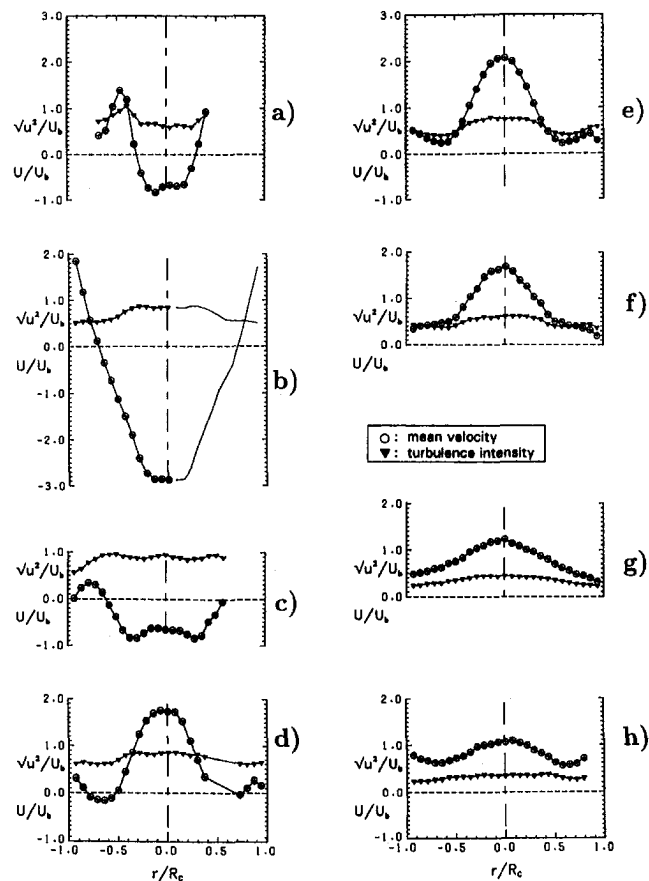 3.0
2.0
1.0
√u²/U_b
0.0
U/U_b
-1.0
a)
2.0
1.0
√u²/U_b
0.0
U/U_b
-1.0
-2.0
-3.0
b)
1.0
√u²/U_b
0.0
U/U_b
-1.0
c)
2.0
1.0
√u²/U_b
0.0
U/U_b
-1.0
d)
-1.0 -0.5 0.0 0.5 1.0
r/R_c
3.0
2.0
1.0
√u²/U_b
0.0
U/U_b
-1.0
e)
2.0
1.0
√u²/U_b
0.0
U/U_b
f)
○ : mean velocity
▼ : turbulence intensity
2.0
1.0
√u²/U_b
0.0
U/U_b
g)
2.0
1.0
√u²/U_b
0.0
U/U_b
-1.0
h)
-1.0 -0.5 0.0 0.5 1.0
r/R_c